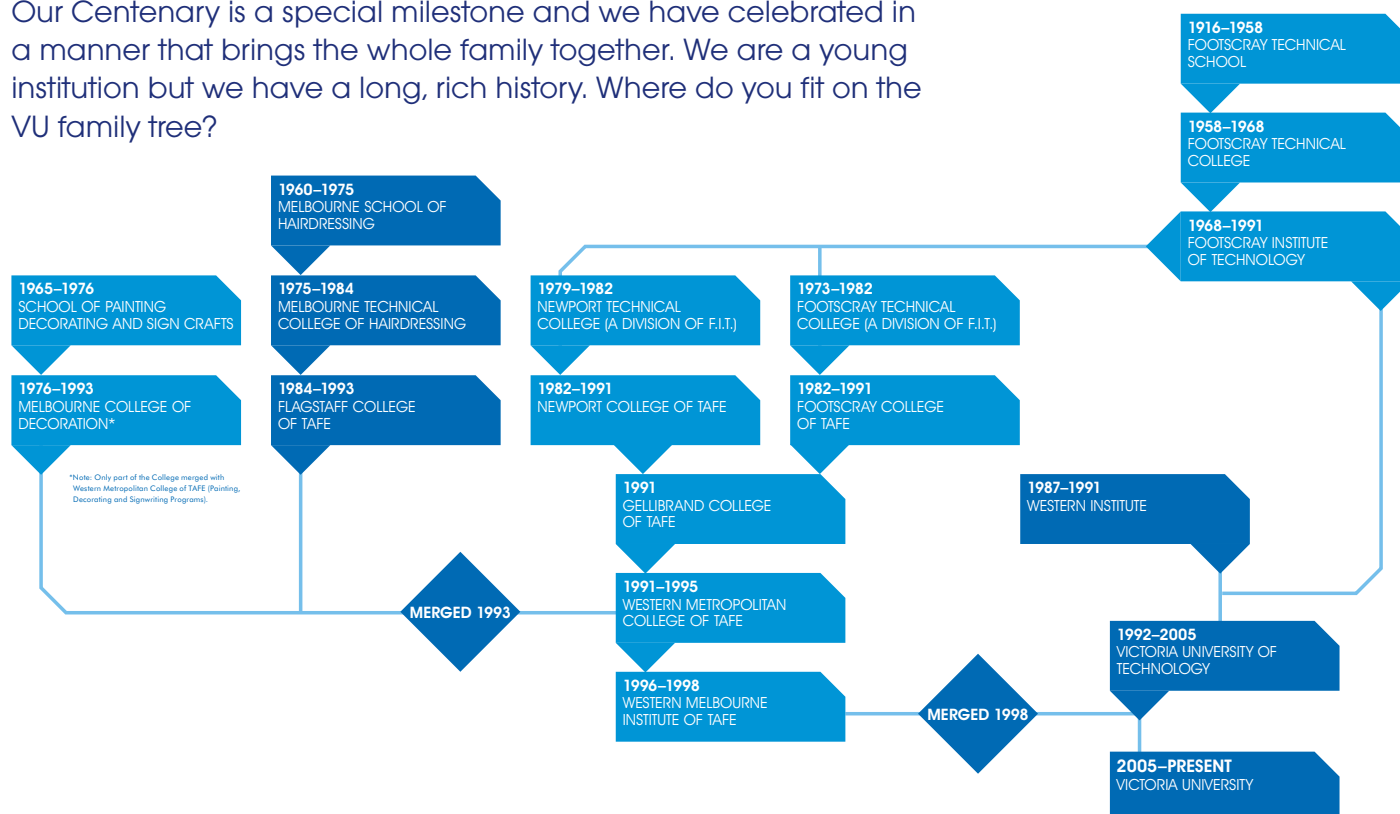 Our Centenary is a special milestone and we have celebrated in
a manner that brings the whole family together. We are a young
institution but we have a long, rich history. Where do you fit on the
VU family tree?
1916–1958
FOOTSCRAY TECHNICAL
SCHOOL
1958–1968
FOOTSCRAY TECHNICAL
COLLEGE
1968–1991
FOOTSCRAY INSTITUTE
OF TECHNOLOGY
1960–1975
MELBOURNE SCHOOL OF
HAIRDRESSING
1965–1976
SCHOOL OF PAINTING
DECORATING AND SIGN CRAFTS
1975–1984
MELBOURNE TECHNICAL
COLLEGE OF HAIRDRESSING
1979–1982
NEWPORT TECHNICAL
COLLEGE (A DIVISION OF F.I.T.)
1973–1982
FOOTSCRAY TECHNICAL
COLLEGE (A DIVISION OF F.I.T.)
1976–1993
MELBOURNE COLLEGE OF
DECORATION*
1984–1993
FLAGSTAFF COLLEGE
OF TAFE
1982–1991
NEWPORT COLLEGE OF TAFE
1982–1991
FOOTSCRAY COLLEGE
OF TAFE
*Note: Only part of the College merged with
Western Metropolitan College of TAFE (Painting,
Decorating and Signwriting Programs).
1991
GELLIBRAND COLLEGE
OF TAFE
1987–1991
WESTERN INSTITUTE
MERGED 1993
1991–1995
WESTERN METROPOLITAN
COLLEGE OF TAFE
1992–2005
VICTORIA UNIVERSITY OF
TECHNOLOGY
1996–1998
WESTERN MELBOURNE
INSTITUTE OF TAFE
MERGED 1998
2005–PRESENT
VICTORIA UNIVERSITY